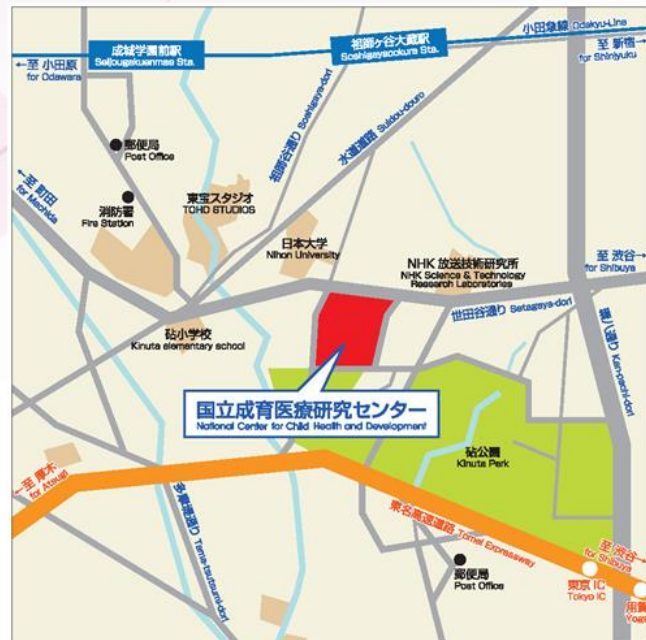 小田急線 Odakyu-Line
成城学園前駅
Seijougakuenmae Sta.
祖師ヶ谷大蔵駅
Soshigayaookura Sta.
←至 小田原
for Odawara
至 新宿→
for Shinjyuku
祖師谷通り Soshigaya-dori
水道道路 Suidou-douro
郵便局
Post Office
←至 町田
for Machida
消防署
Fire Station
東宝スタジオ
TOHO STUDIOS
日本大学
Nihon University
NHK 放送技術研究所
NHK Science & Technology
Research Laboratories
至 渋谷→
for Shibuya
世田谷通り Setagaya-dori
環八通り Kan-pachi-dori
砧小学校
Kinuta elementary school
国立成育医療研究センター
National Center for Child Health and Development
砧公園
Kinuta Park
←至 厚木
for Atsugi
多摩堤通り Tama-tsutsumi-dori
東名高速道路 Tomei Expressway
至 渋谷→
for Shibuya
郵便局
Post Office
東京 IC
Tokyo IC